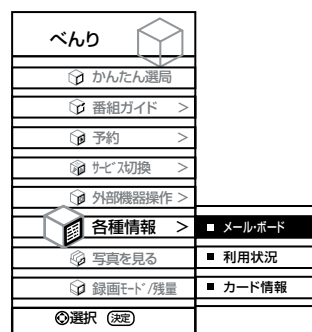 べんり
かんたん選局
番組ガイド >
予約 >
サービス切換 >
外部機器操作 >
各種情報 >
■ メール・ボード
写真を見る
■ 利用状況
録画モード/残量
■ カード情報
選択 決定